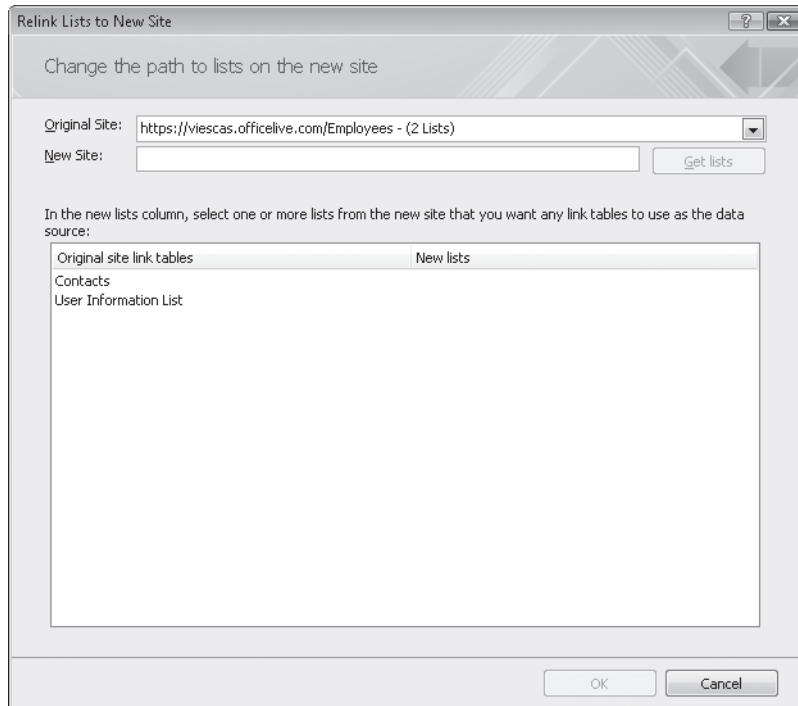 Relink Lists to New Site
Change the path to lists on the new site
Original Site: https://viescas.officelive.com/Employees - (2 Lists)
New Site: Get lists
In the new lists column, select one or more lists from the new site that you want any link tables to use as the data
source:
Original site link tables New lists
Contacts
User Information List
OK Cancel